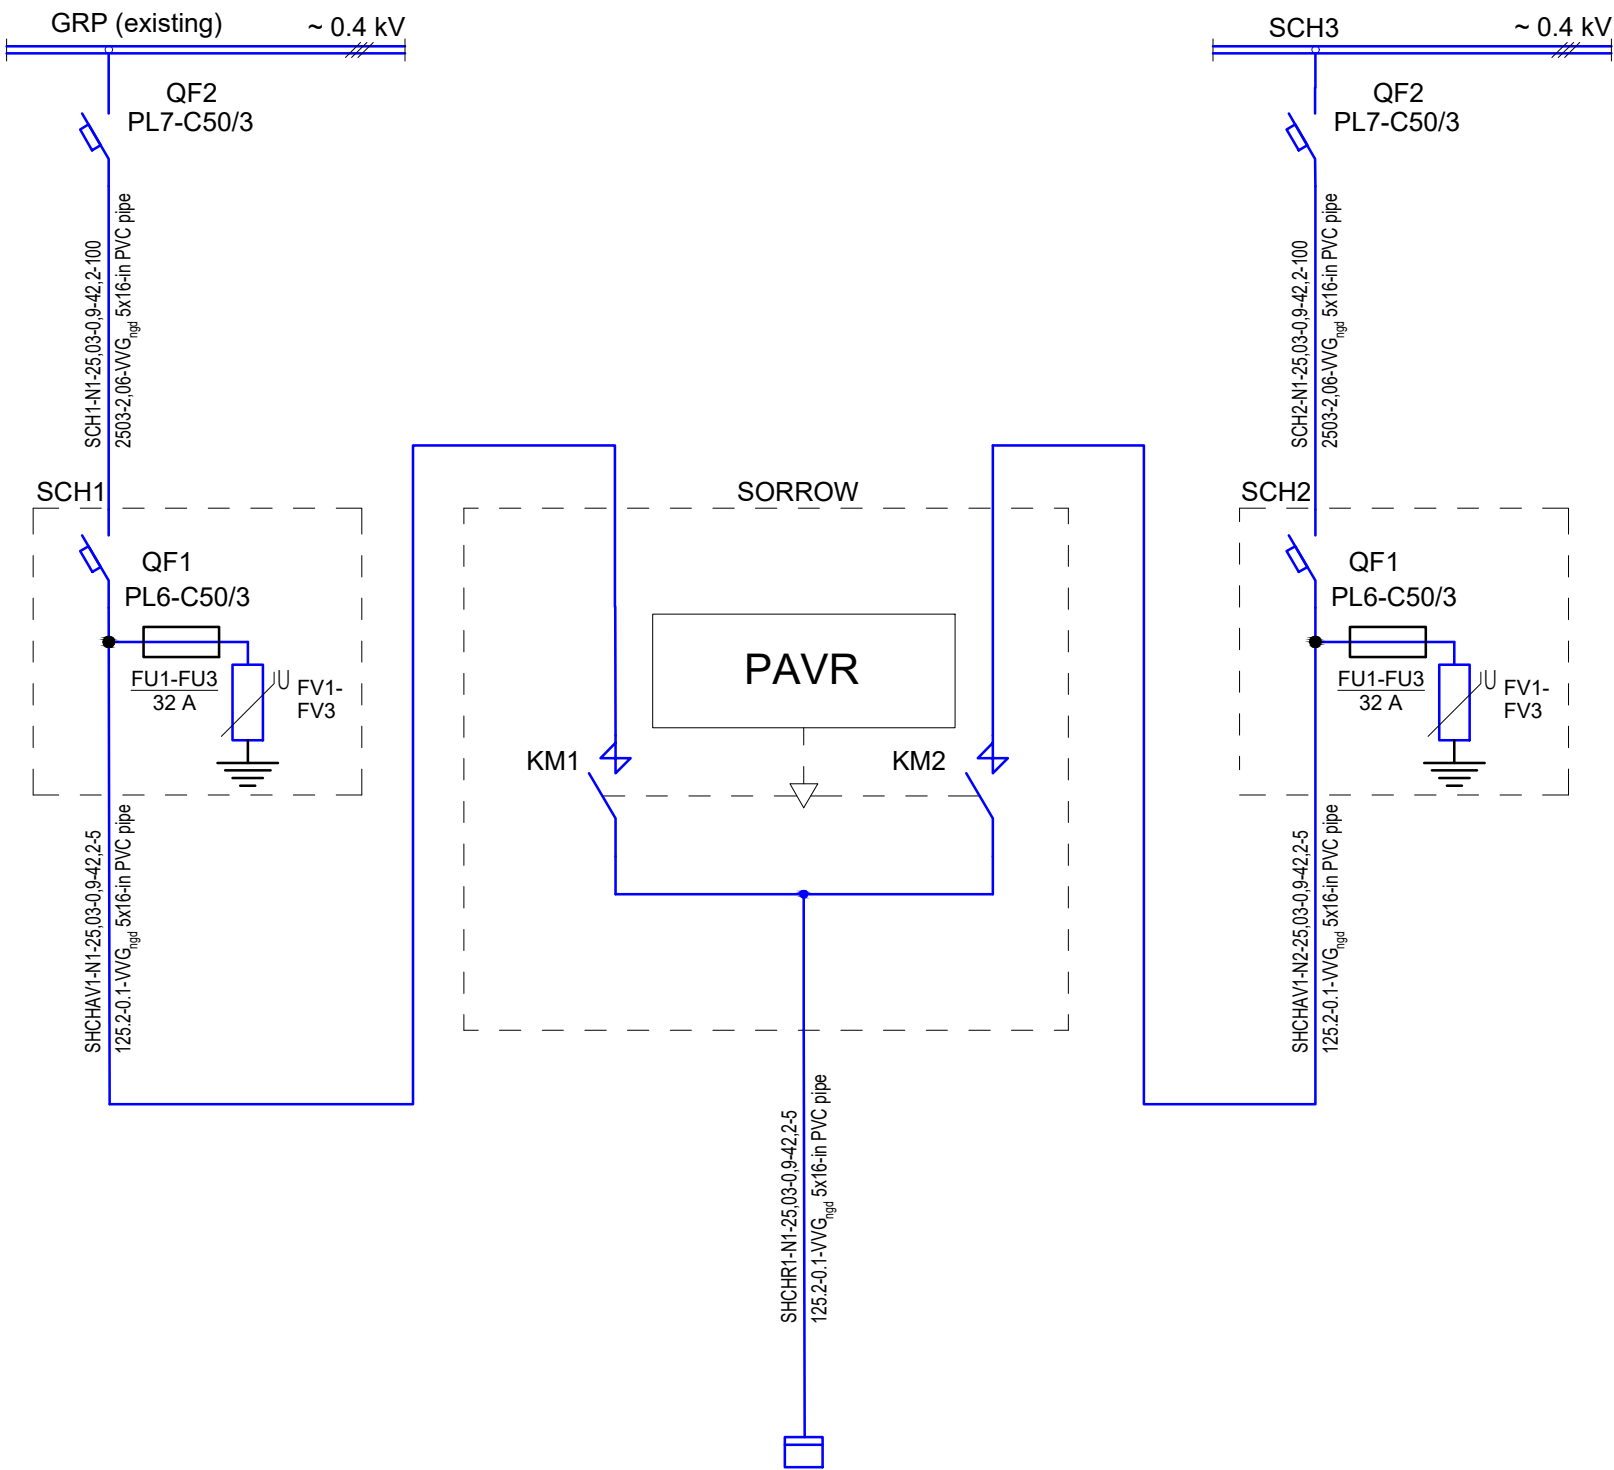 GRP (existing)
~ 0.4 kV
SCH3
~ 0.4 kV
QF2
PL7-C50/3
QF2
PL7-C50/3
SCH1-N1-25,03-0,9-42,2-100
2503-2,06-VVGngd 5x16-in PVC pipe
SCH2-N1-25,03-0,9-42,2-100
2503-2,06-VVGngd 5x16-in PVC pipe
SCH1
SORROW
SCH2
QF1
PL6-C50/3
QF1
PL6-C50/3
PAVR
FU1-FU3
32 A
U
FV1-
FV3
FU1-FU3
32 A
U
FV1-
FV3
KM1
KM2
SHCHAV1-N1-25,03-0,9-42,2-5
125.2-0.1-VVGngd 5x16-in PVC pipe
SHCHAV1-N2-25,03-0,9-42,2-5
125.2-0.1-VVGngd 5x16-in PVC pipe
SHCHR1-N1-25,03-0,9-42,2-5
125.2-0.1-VVGngd 5x16-in PVC pipe